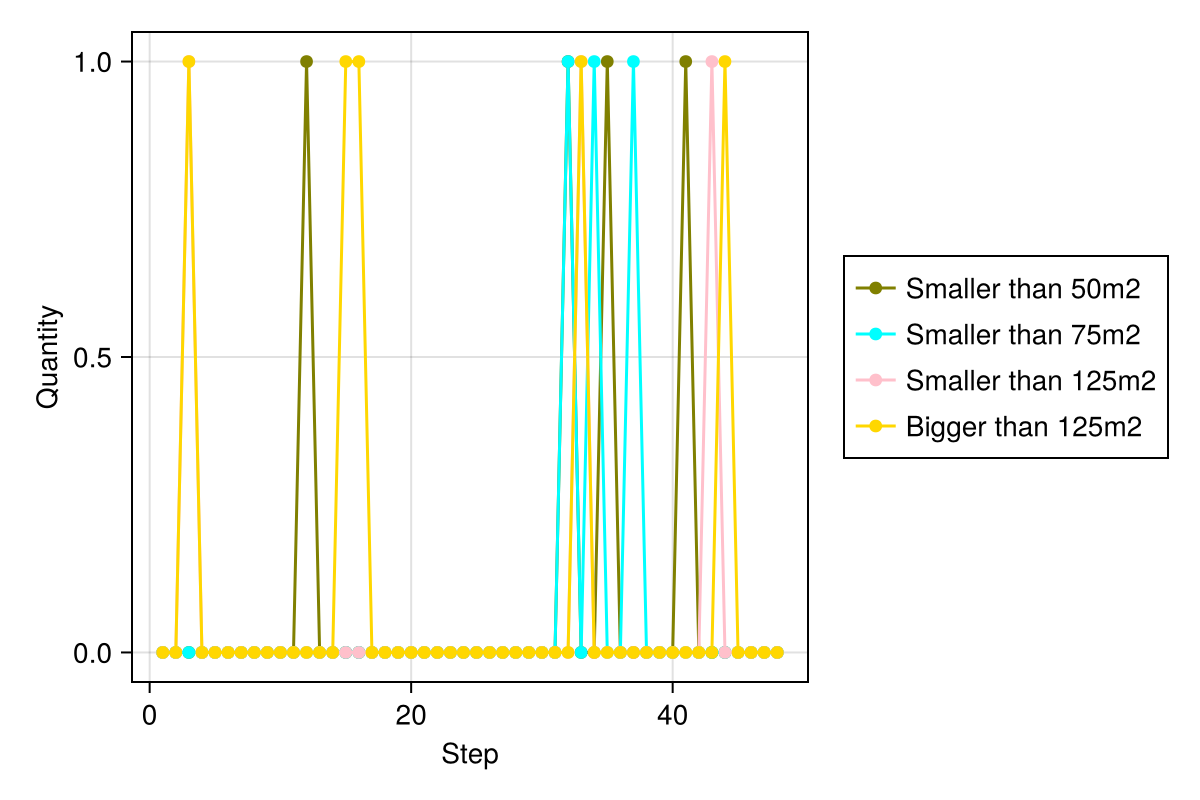 1.0
0.5
0.0
Quantity
0
20
40
Step
Smaller than 50m2
Smaller than 75m2
Smaller than 125m2
Bigger than 125m2